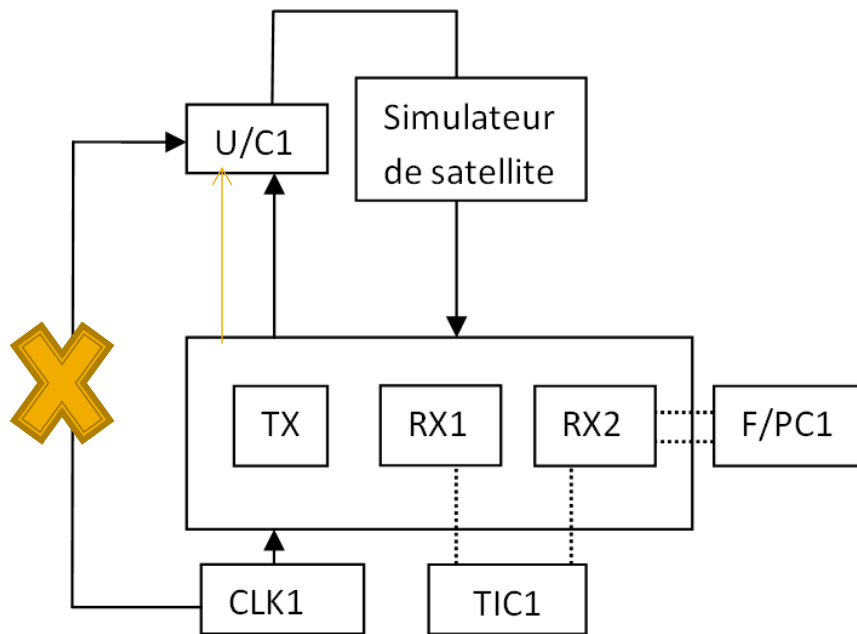 U/C1
Simulateur
de satellite
TX
RX1
RX2
F/PC1
CLK1
TIC1